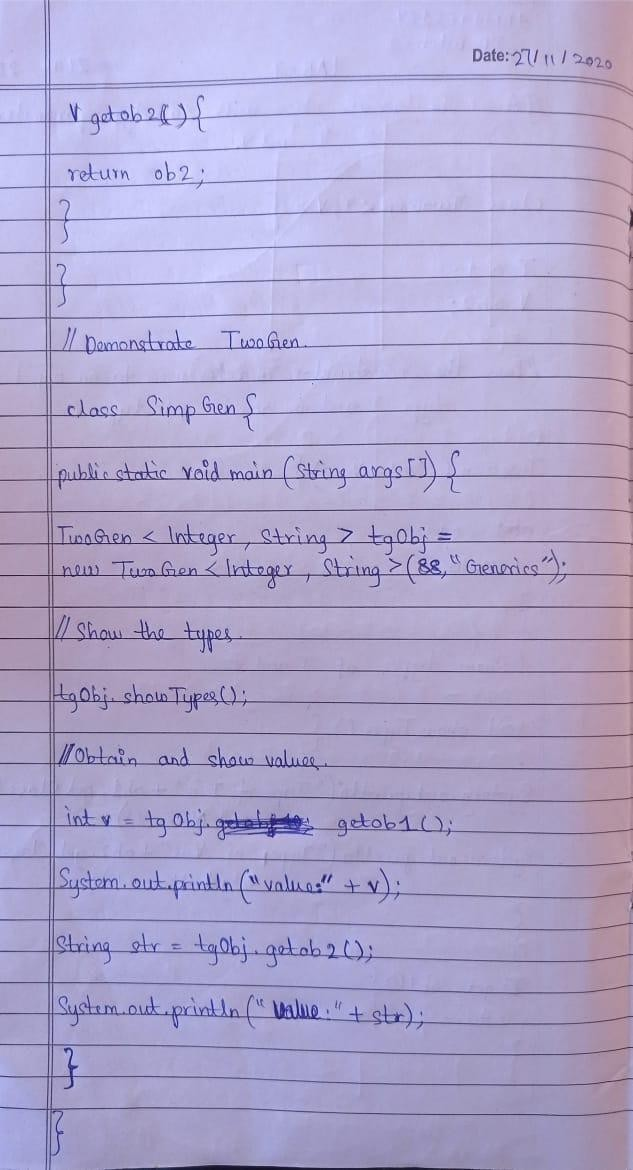 Date: 27/11/2020
V getob2() {
return ob2;
}
}
// Demonstrate TwoGen.
class SimpGen {
public static void main (String args[]) {
TwoGen < Integer, String > tgObj =
new TwoGen < Integer, String > (88, "Generics");
// Show the types.
tgObj. showTypes();
// Obtain and show values.
int v = tgObj. getob1();
System.out.println ("value:" + v);
String str = tgObj. getob2();
System.out.println ("value:" + str);
}
}